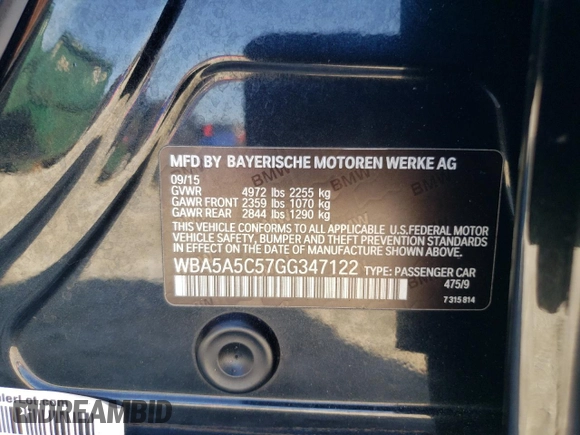 MFD BY BAYERISCHE MOTOREN WERKE AG
09/15
GVWR 4972 lbs 2255 kg
GAWR FRONT 2359 lbs 1070 kg
GAWR REAR 2844 lbs 1290 kg
THIS VEHICLE CONFORMS TO ALL APPLICABLE U.S.FEDERAL MOTOR
VEHICLE SAFETY, BUMPER AND THEFT PREVENTION STANDARDS
IN EFFECT ON THE DATE OF MANUFACTURE SHOWN ABOVE.
WBA5A5C57GG347122 TYPE: PASSENGER CAR
475/9
7 315 814
DREAMBID